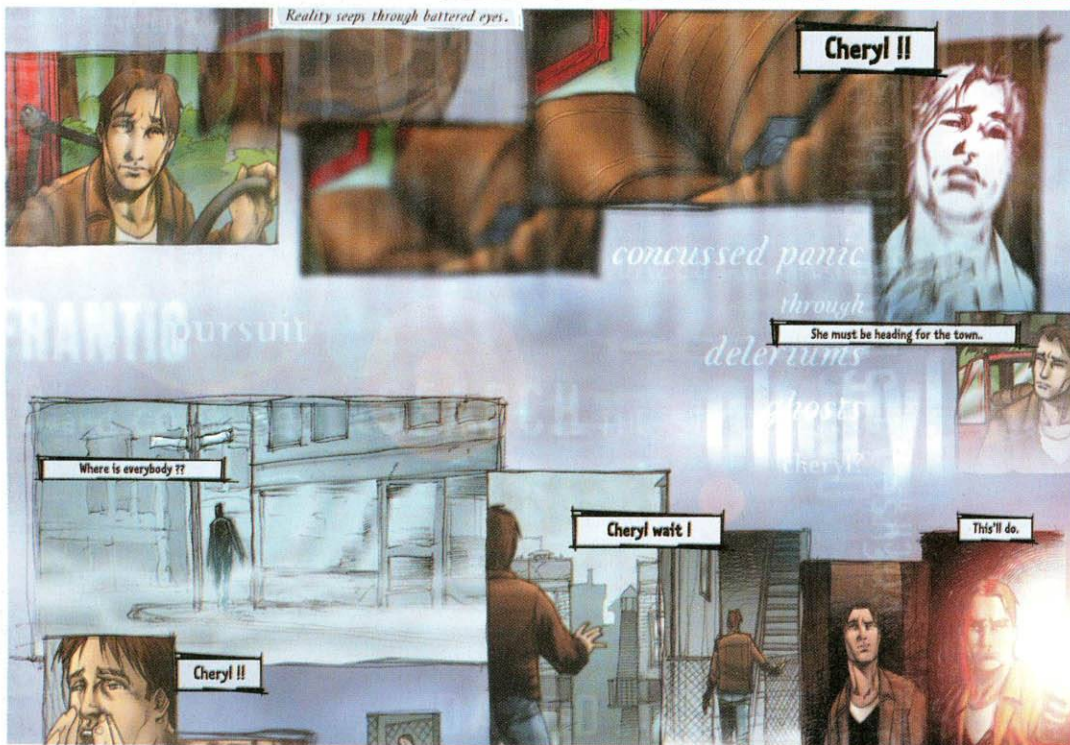 Reality seeps through battered eyes.
Cheryl !!
concussed panic
through
deleriums
ghosts
cheryl?
FRANTIC pursuit
She must be heading for the town..
Where is everybody ??
Cheryl wait !
This'll do.
Cheryl !!